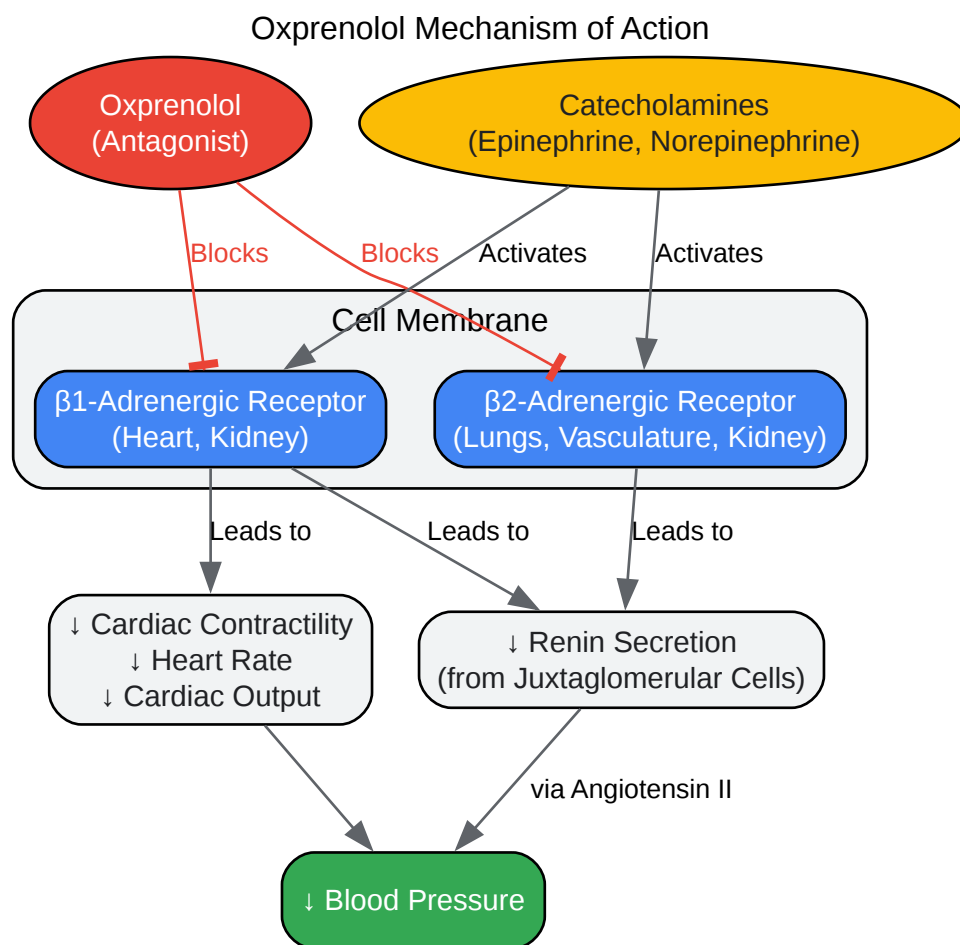 Oxprenolol Mechanism of Action
Oxprenolol
(Antagonist)
Catecholamines
(Epinephrine, Norepinephrine)
Blocks
Blocks
Activates
Activates
Cell Membrane
β1-Adrenergic Receptor
(Heart, Kidney)
β2-Adrenergic Receptor
(Lungs, Vasculature, Kidney)
Leads to
Leads to
Leads to
↓ Cardiac Contractility
↓ Heart Rate
↓ Cardiac Output
↓ Renin Secretion
(from Juxtaglomerular Cells)
via Angiotensin II
↓ Blood Pressure